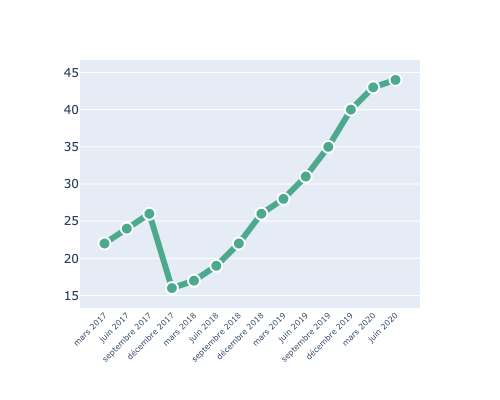 45
40
35
30
25
20
15
mars 2017
juin 2017
septembre 2017
décembre 2017
mars 2018
juin 2018
septembre 2018
décembre 2018
mars 2019
juin 2019
septembre 2019
décembre 2019
mars 2020
juin 2020